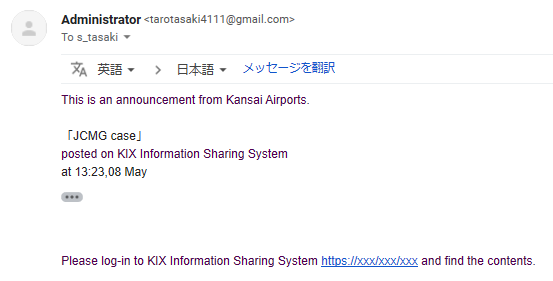 Administrator <tarotasaki4111@gmail.com>
To s_tasaki
英語 日本語 メッセージを翻訳
This is an announcement from Kansai Airports.
「JCMG case」
posted on KIX Information Sharing System
at 13:23,08 May
Please log-in to KIX Information Sharing System https://xxx/xxx/xxx and find the contents.